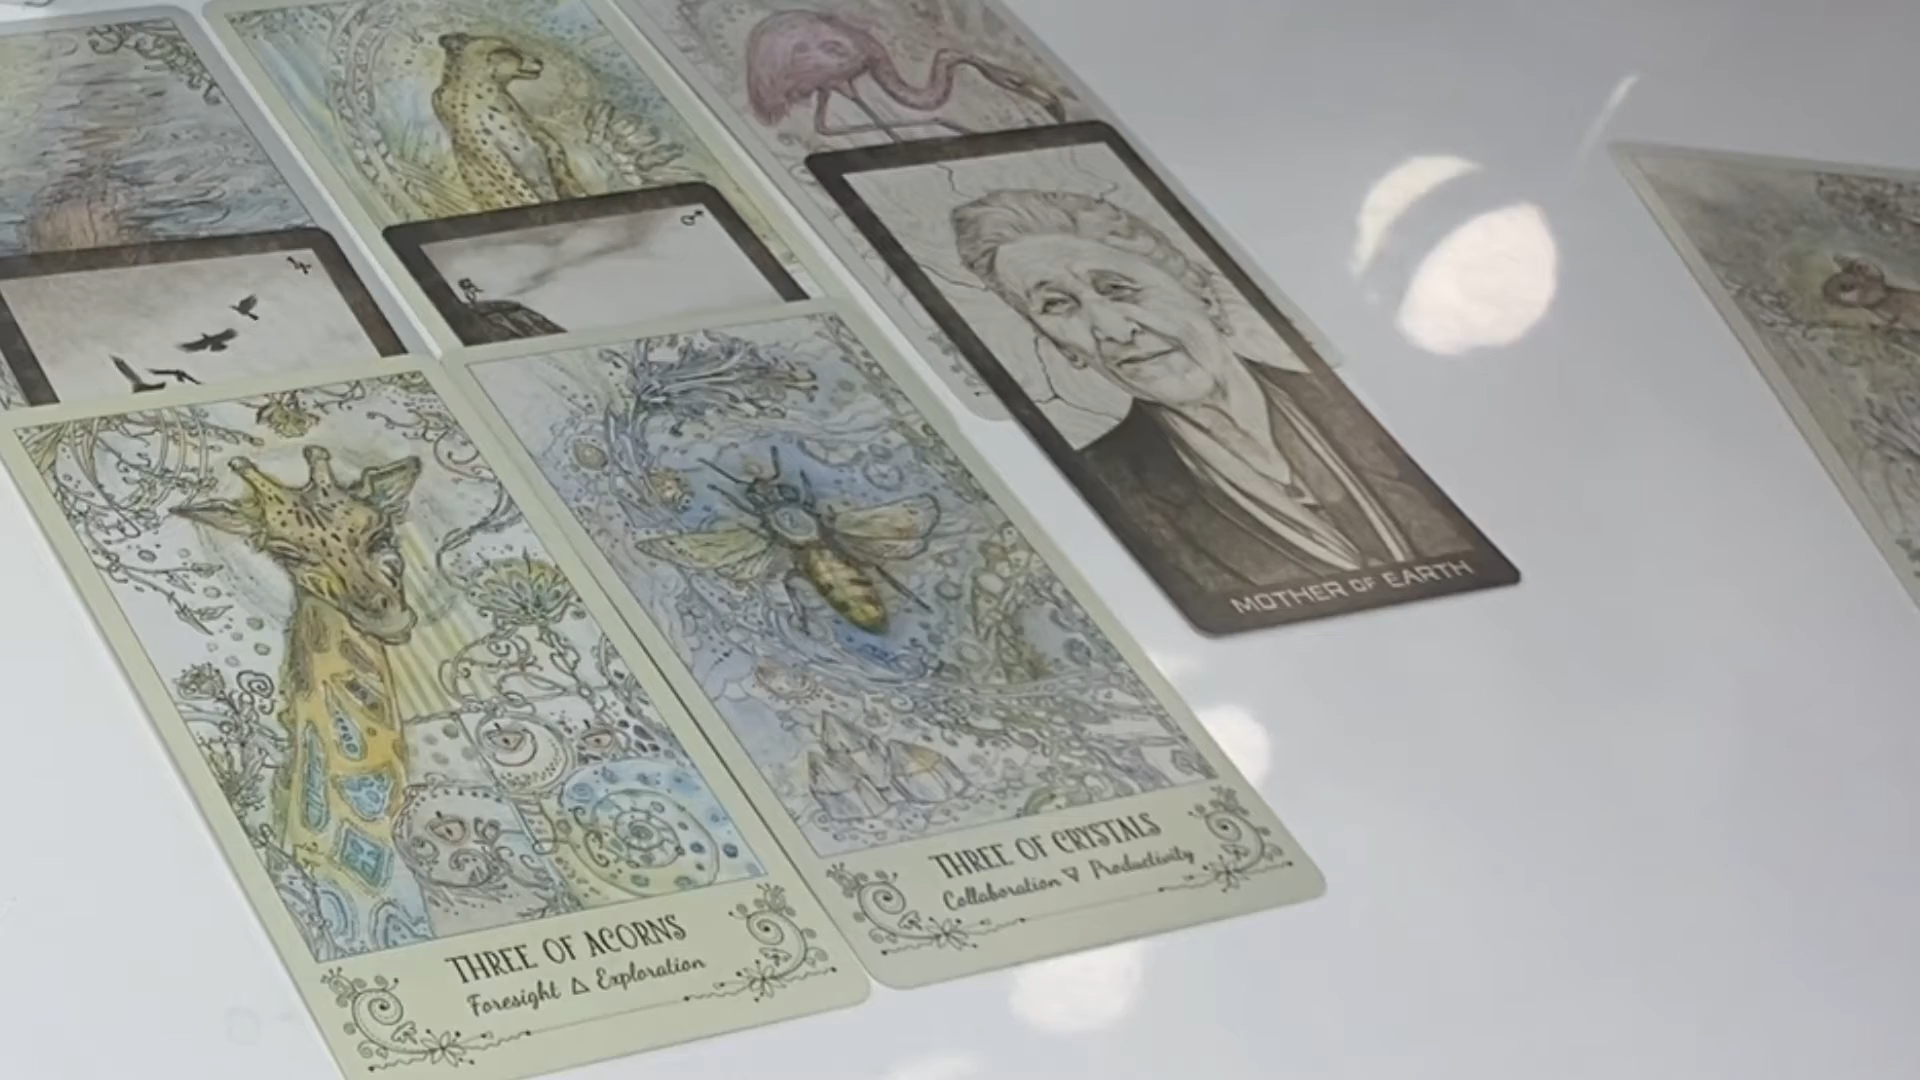 MOTHER OF EARTH
THREE OF CRYSTALS
Collaboration ▽ Productivity
THREE OF ACORNS
Foresight △ Exploration